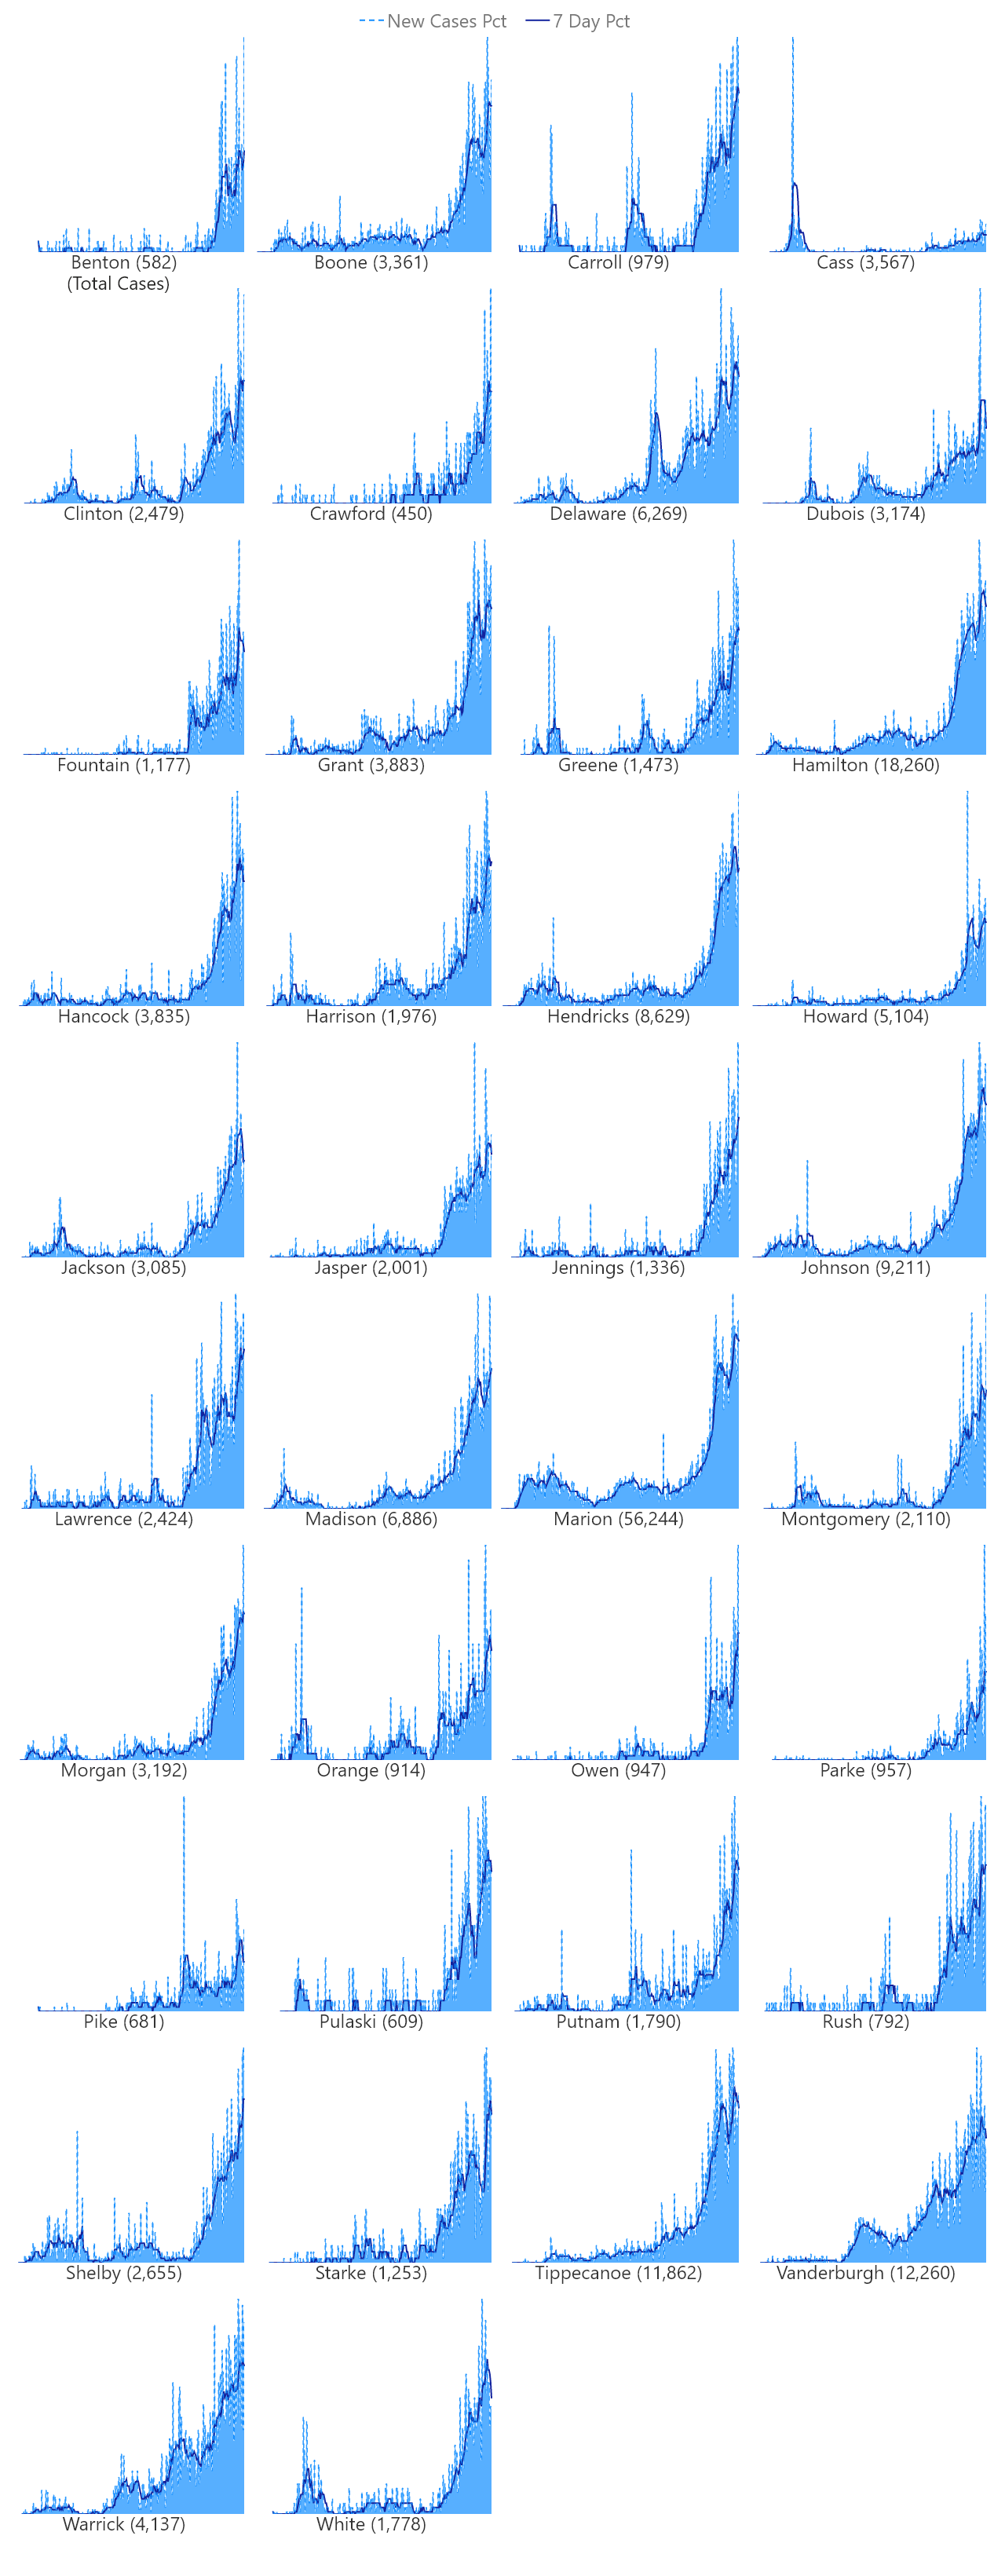 New Cases Pct 7 Day Pct
Benton (582) Boone (3,361) Carroll (979) Cass (3,567)
(Total Cases)
Clinton (2,479) Crawford (450) Delaware (6,269) Dubois (3,174)
Fountain (1,177) Grant (3,883) Greene (1,473) Hamilton (18,260)
Hancock (3,835) Harrison (1,976) Hendricks (8,629) Howard (5,104)
Jackson (3,085) Jasper (2,001) Jennings (1,336) Johnson (9,211)
Lawrence (2,424) Madison (6,886) Marion (56,244) Montgomery (2,110)
Morgan (3,192) Orange (914) Owen (947) Parke (957)
Pike (681) Pulaski (609) Putnam (1,790) Rush (792)
Shelby (2,655) Starke (1,253) Tippecanoe (11,862) Vanderburgh (12,260)
Warrick (4,137) White (1,778)